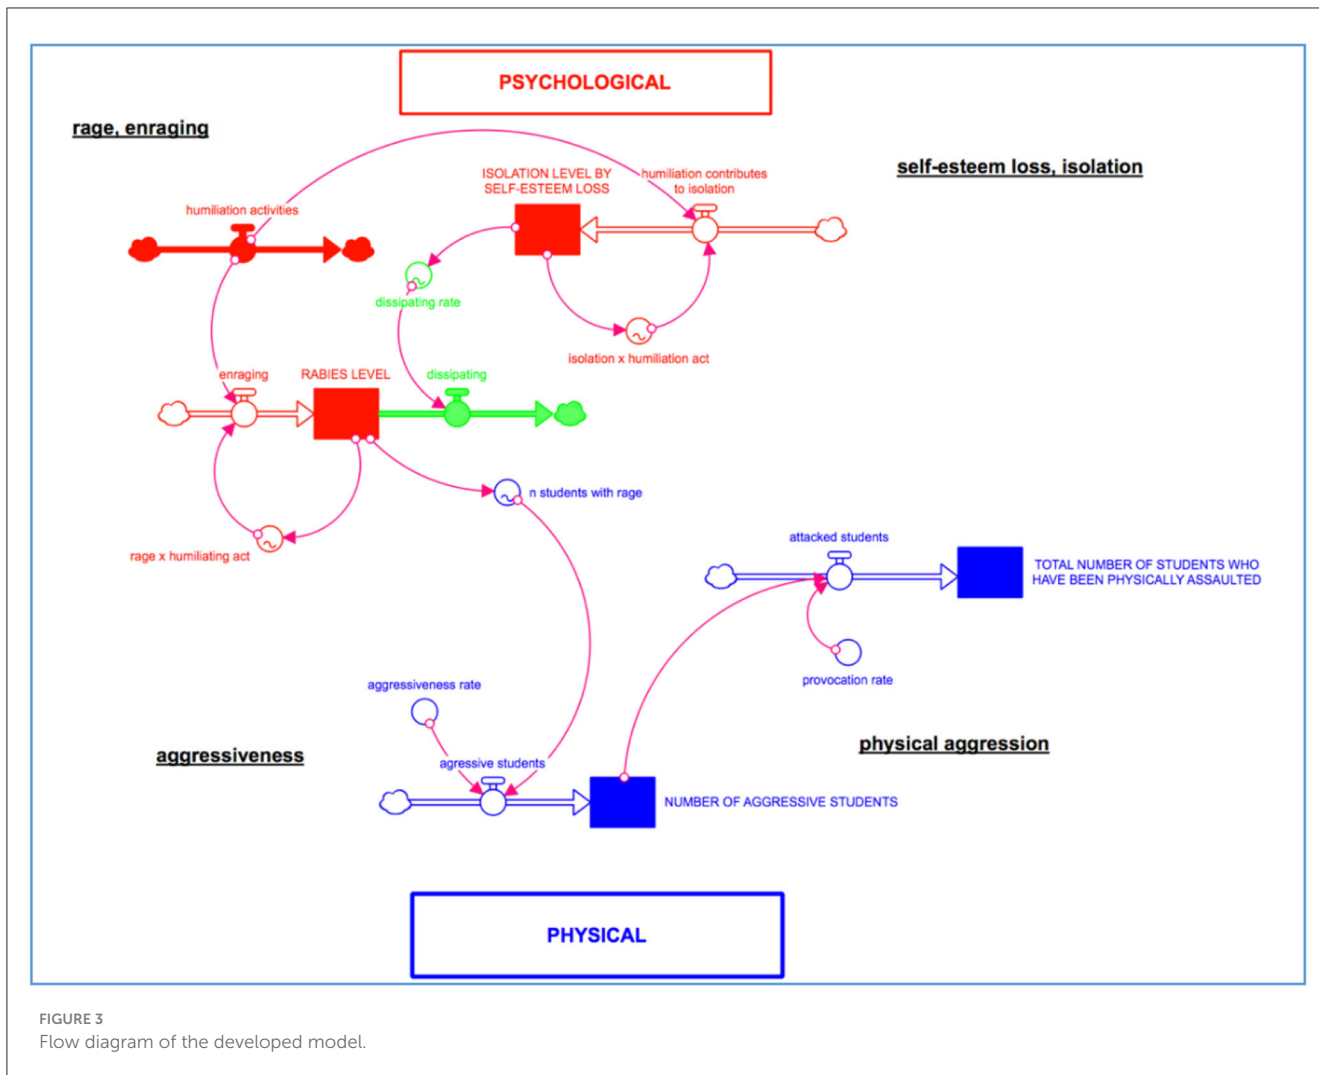 PSYCHOLOGICAL
rage, enraging
ISOLATION LEVEL BY
SELF-ESTEEM LOSS
humiliation contributes
to isolation
self-esteem loss, isolation
humiliation activities
dissipating rate
isolation x humiliation act
enraging
RABIES LEVEL
dissipating
n students with rage
rage x humiliating act
attacked students
TOTAL NUMBER OF STUDENTS WHO
HAVE BEEN PHYSICALLY ASSAULTED
provocation rate
aggressiveness rate
physical aggression
aggressiveness
agressive students
NUMBER OF AGGRESSIVE STUDENTS
PHYSICAL
FIGURE 3
Flow diagram of the developed model.